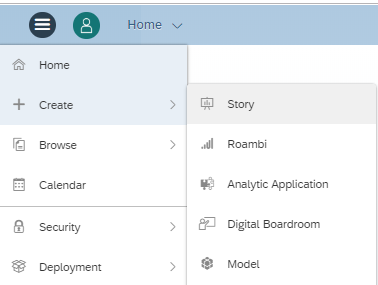 Home
Home
Create
Browse
Calendar
Security
Deployment
Story
Roambi
Analytic Application
Digital Boardroom
Model